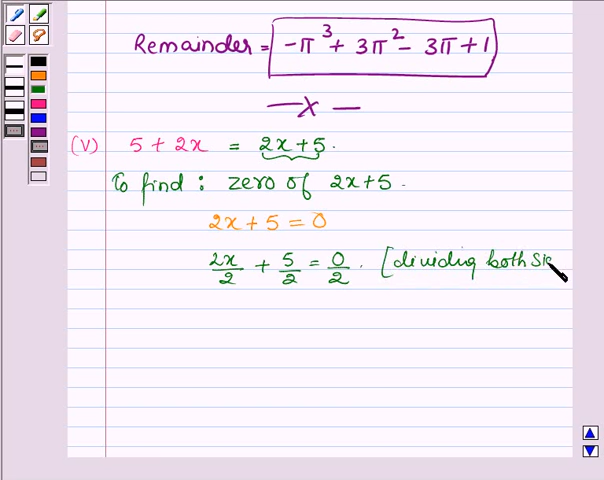 Remainder = -π³ + 3π² - 3π + 1
— x —
(V) 5 + 2x = 2x + 5.
To find : zero of 2x+5.
2x + 5 = 0
2x/2 + 5/2 = 0/2 . [dividing both si